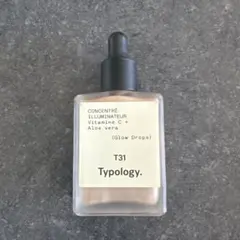 CONCENTRÉ
ILLUMINATEUR
Vitamine C +
Aloe vera
(Glow Drops)
T31
Typology.